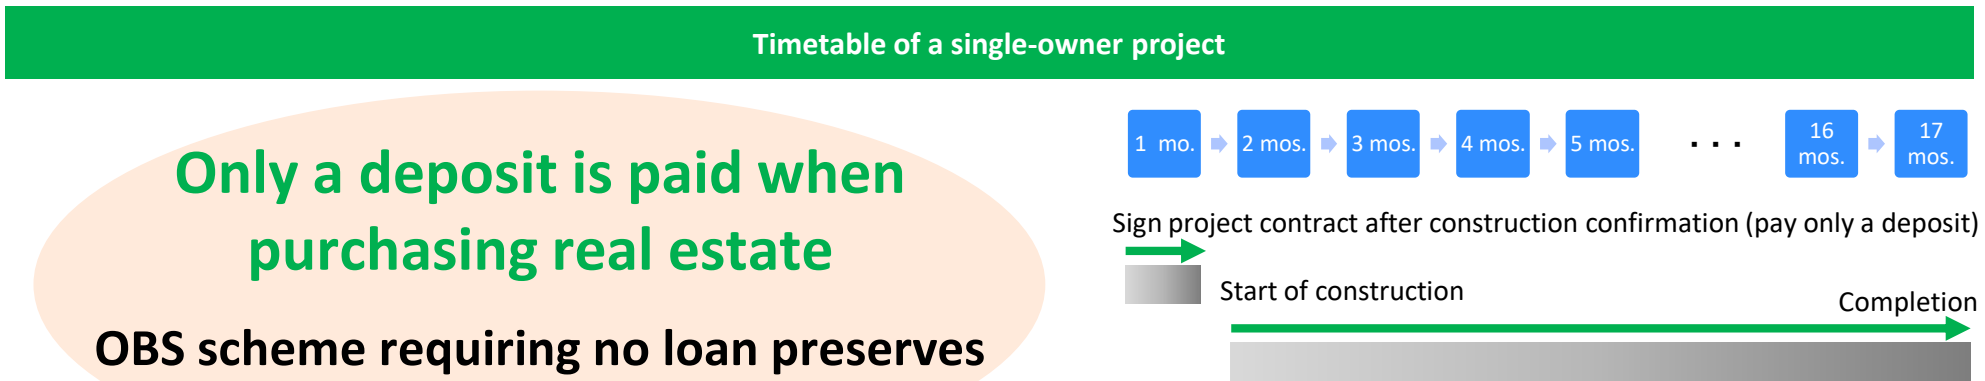 Timetable of a single-owner project
Only a deposit is paid when
purchasing real estate
OBS scheme requiring no loan preserves
1 mo.
2 mos.
3 mos.
4 mos.
5 mos.
. . .
16
mos.
17
mos.
Sign project contract after construction confirmation (pay only a deposit)
Start of construction
Completion